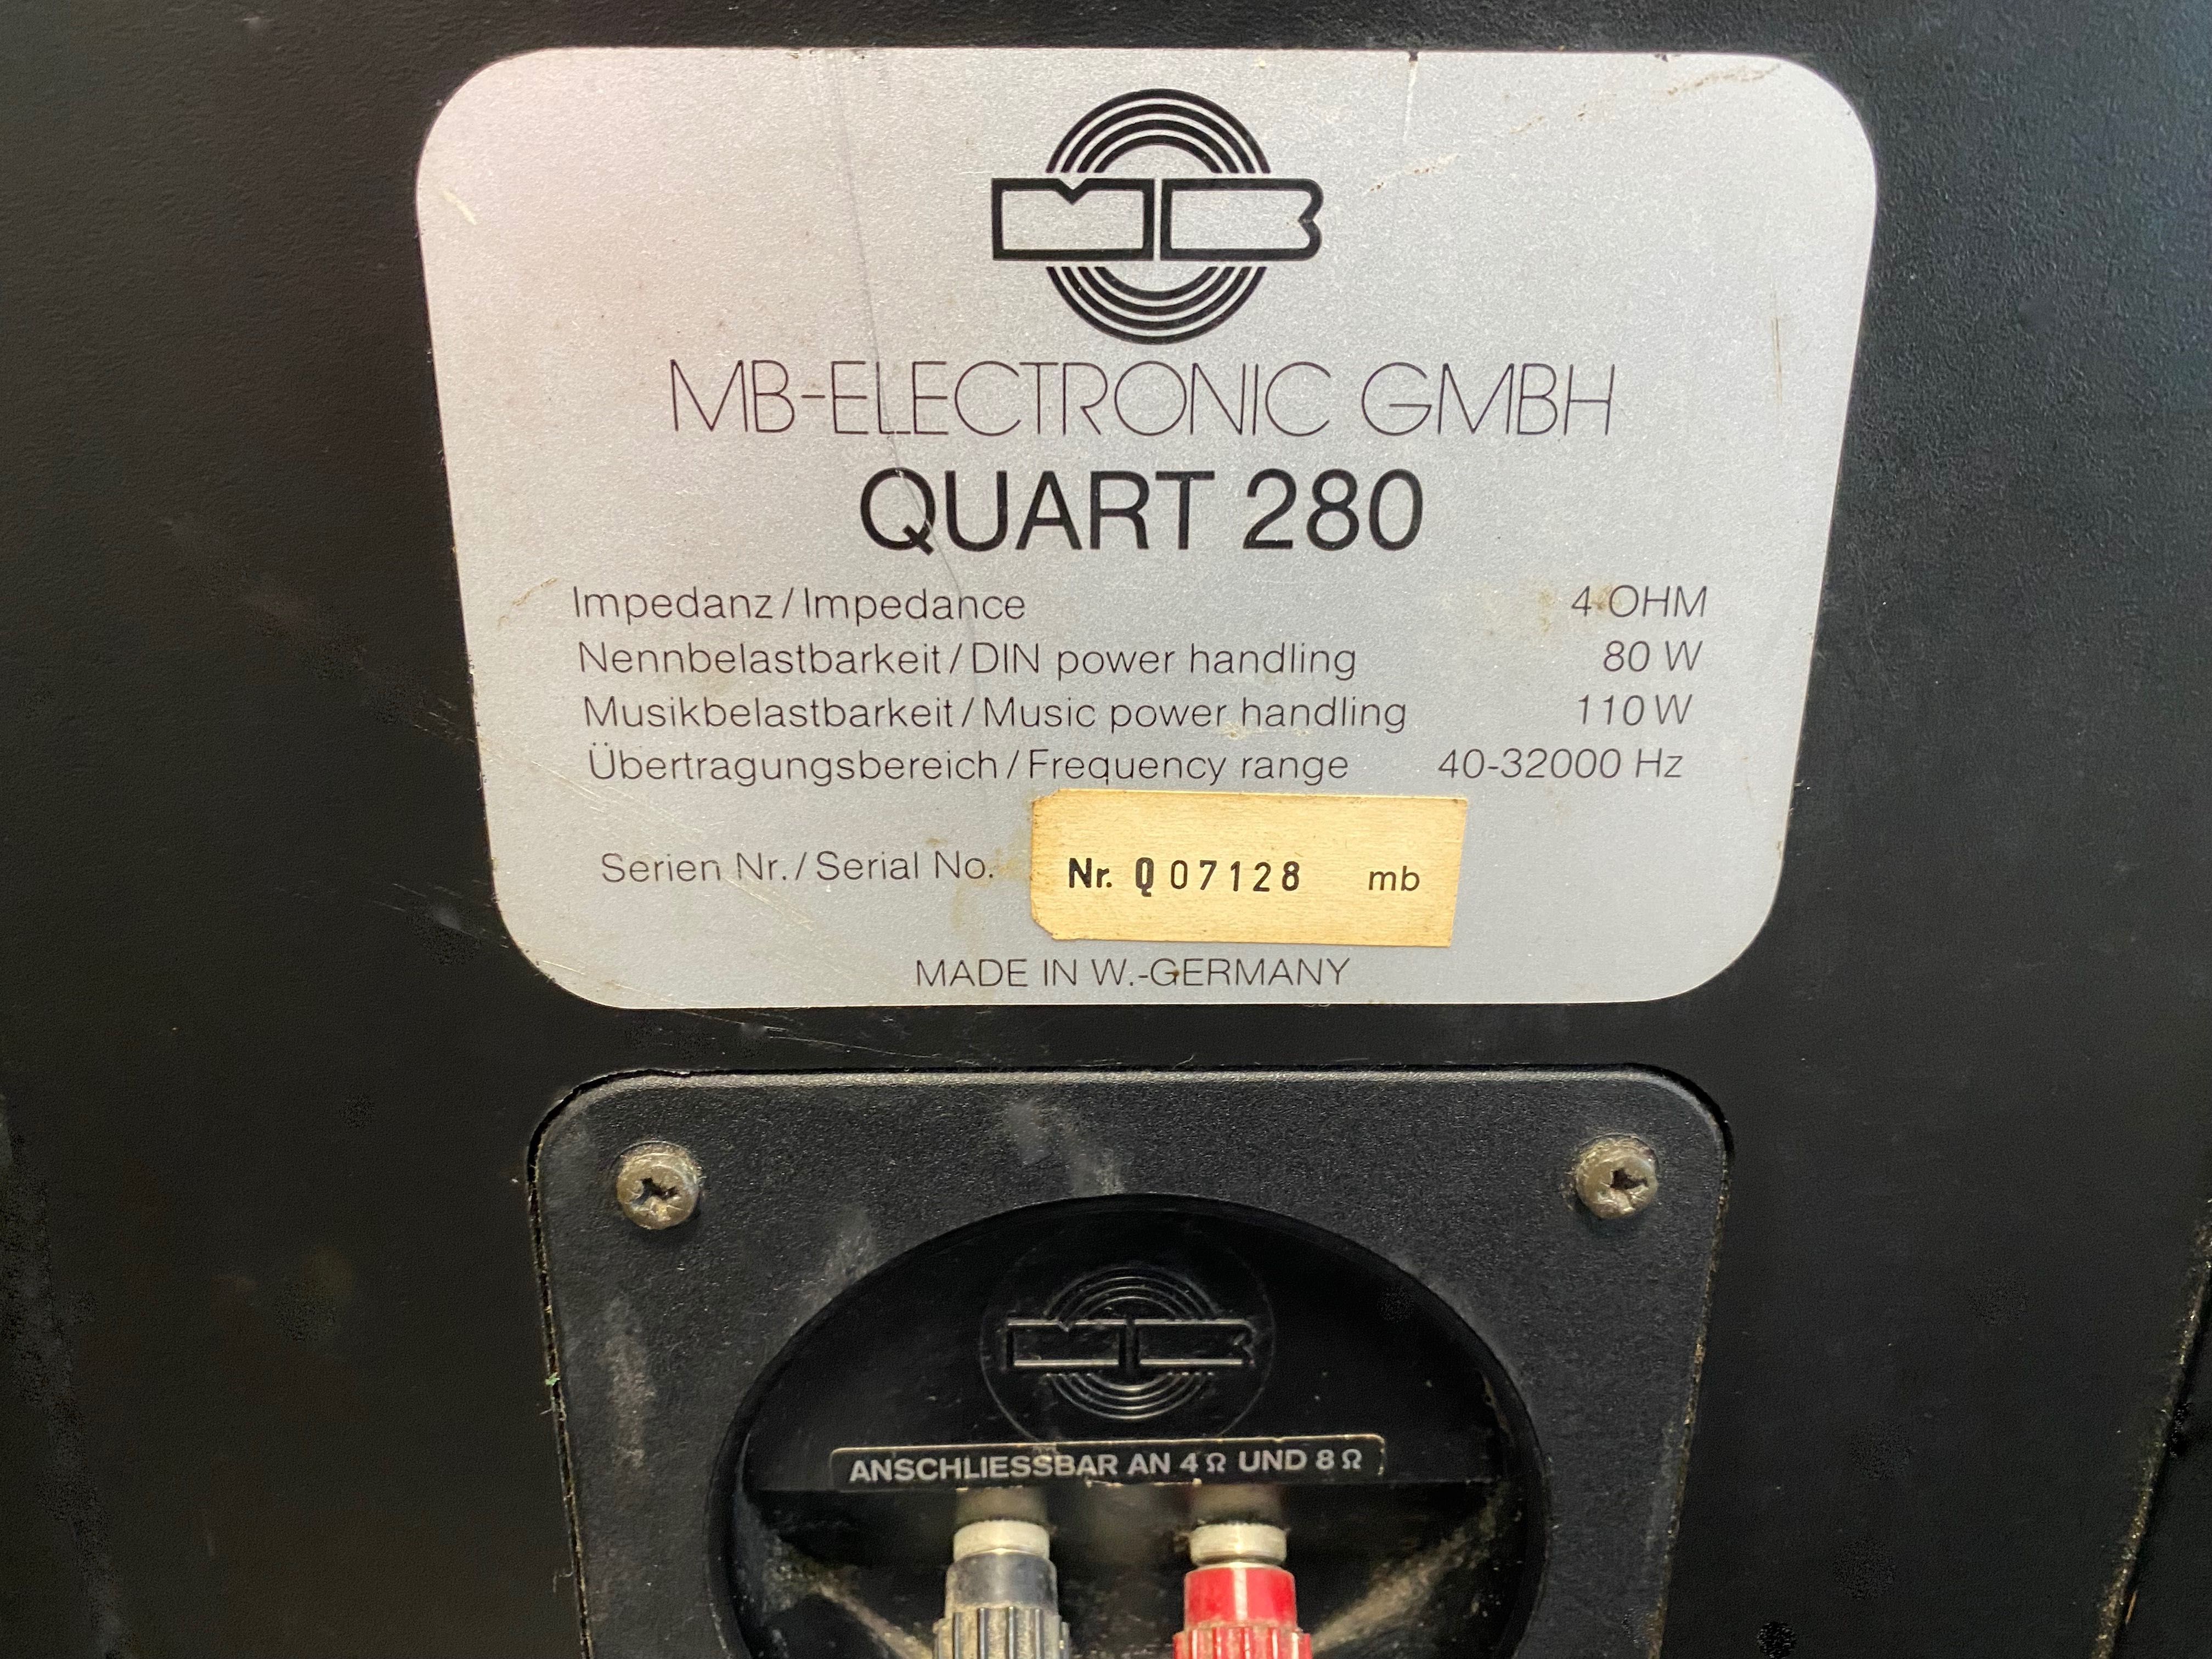 MB
MB-ELECTRONIC GMBH
QUART 280
Impedanz/Impedance 4 OHM
Nennbelastbarkeit/DIN power handling 80 W
Musikbelastbarkeit/Music power handling 110 W
Übertragungsbereich/Frequency range 40-32000 Hz
Serien Nr./Serial No. Nr. Q 07128 mb
MADE IN W.-GERMANY
MB
ANSCHLIESSBAR AN 4 Ω UND 8 Ω